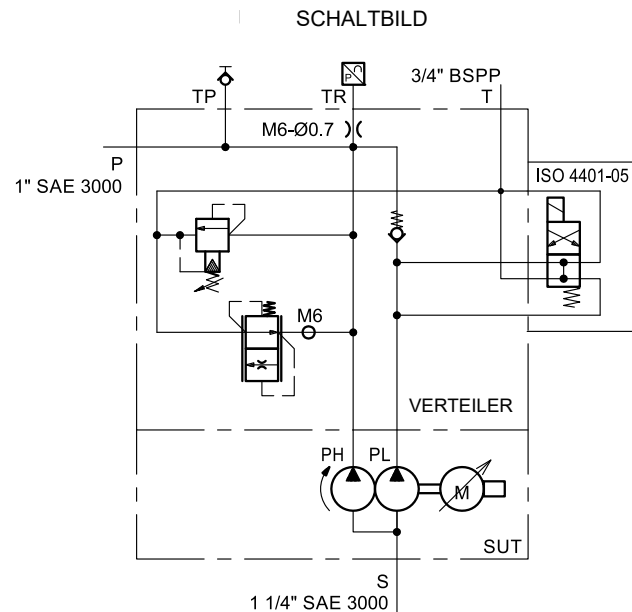 SCHALTBILD
3/4" BSPP
TP
TR
T
P
M6-Ø0.7
P
1" SAE 3000
ISO 4401-05
M6
VERTEILER
PH
PL
M
SUT
S
1 1/4" SAE 3000